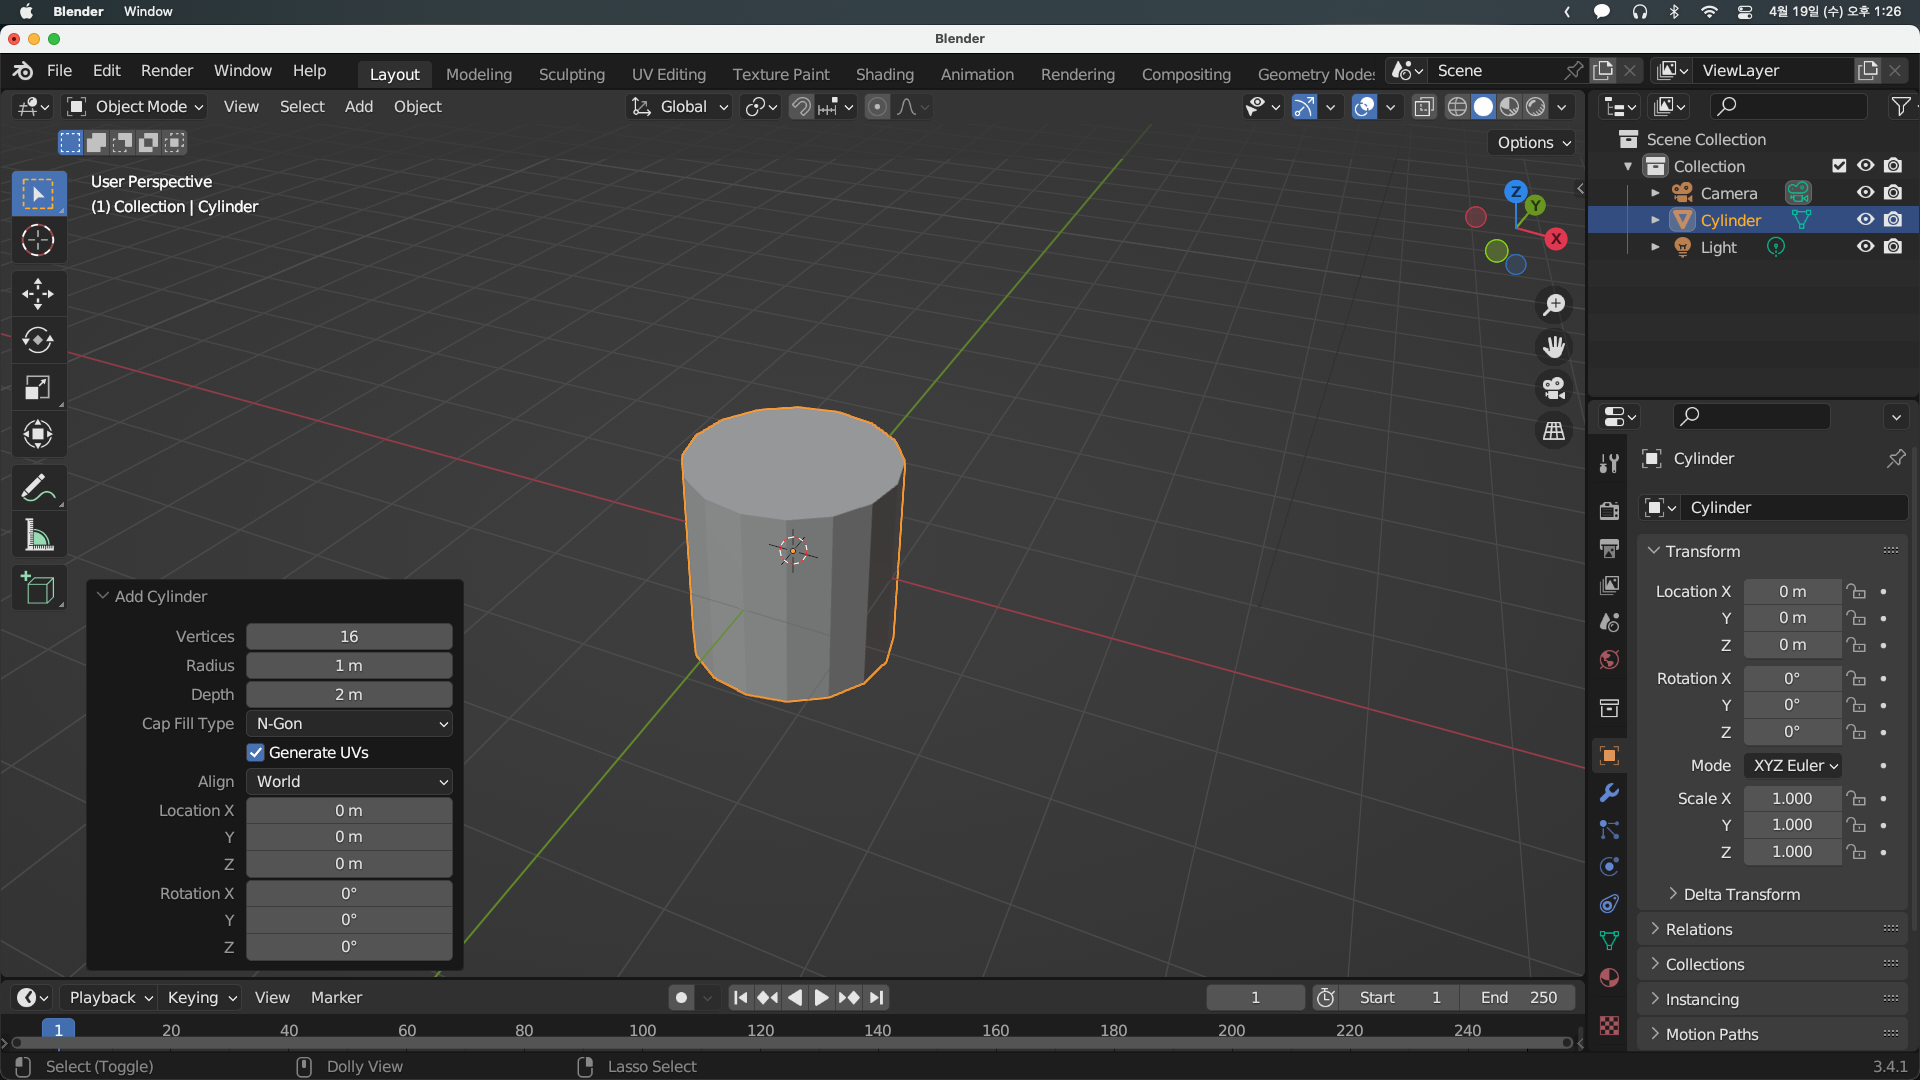 Blender Window 4월 19일 (수) 오후 1:26
Blender
File Edit Render Window Help Layout Modeling Sculpting UV Editing Texture Paint Shading Animation Rendering Compositing Geometry Nodes Scene ViewLayer
Object Mode View Select Add Object Global
Options
User Perspective
(1) Collection | Cylinder
Z
Y
X
Add Cylinder
Vertices 16
Radius 1 m
Depth 2 m
Cap Fill Type N-Gon
Generate UVs
Align World
Location X 0 m
Y 0 m
Z 0 m
Rotation X 0°
Y 0°
Z 0°
Scene Collection
Collection
Camera
Cylinder
Light
Cylinder
Cylinder
Transform
Location X 0 m
Y 0 m
Z 0 m
Rotation X 0°
Y 0°
Z 0°
Mode XYZ Euler
Scale X 1.000
Y 1.000
Z 1.000
Delta Transform
Relations
Collections
Instancing
Motion Paths
Playback Keying View Marker 1 Start 1 End 250
1 20 40 60 80 100 120 140 160 180 200 220 240
Select (Toggle) Dolly View Lasso Select 3.4.1